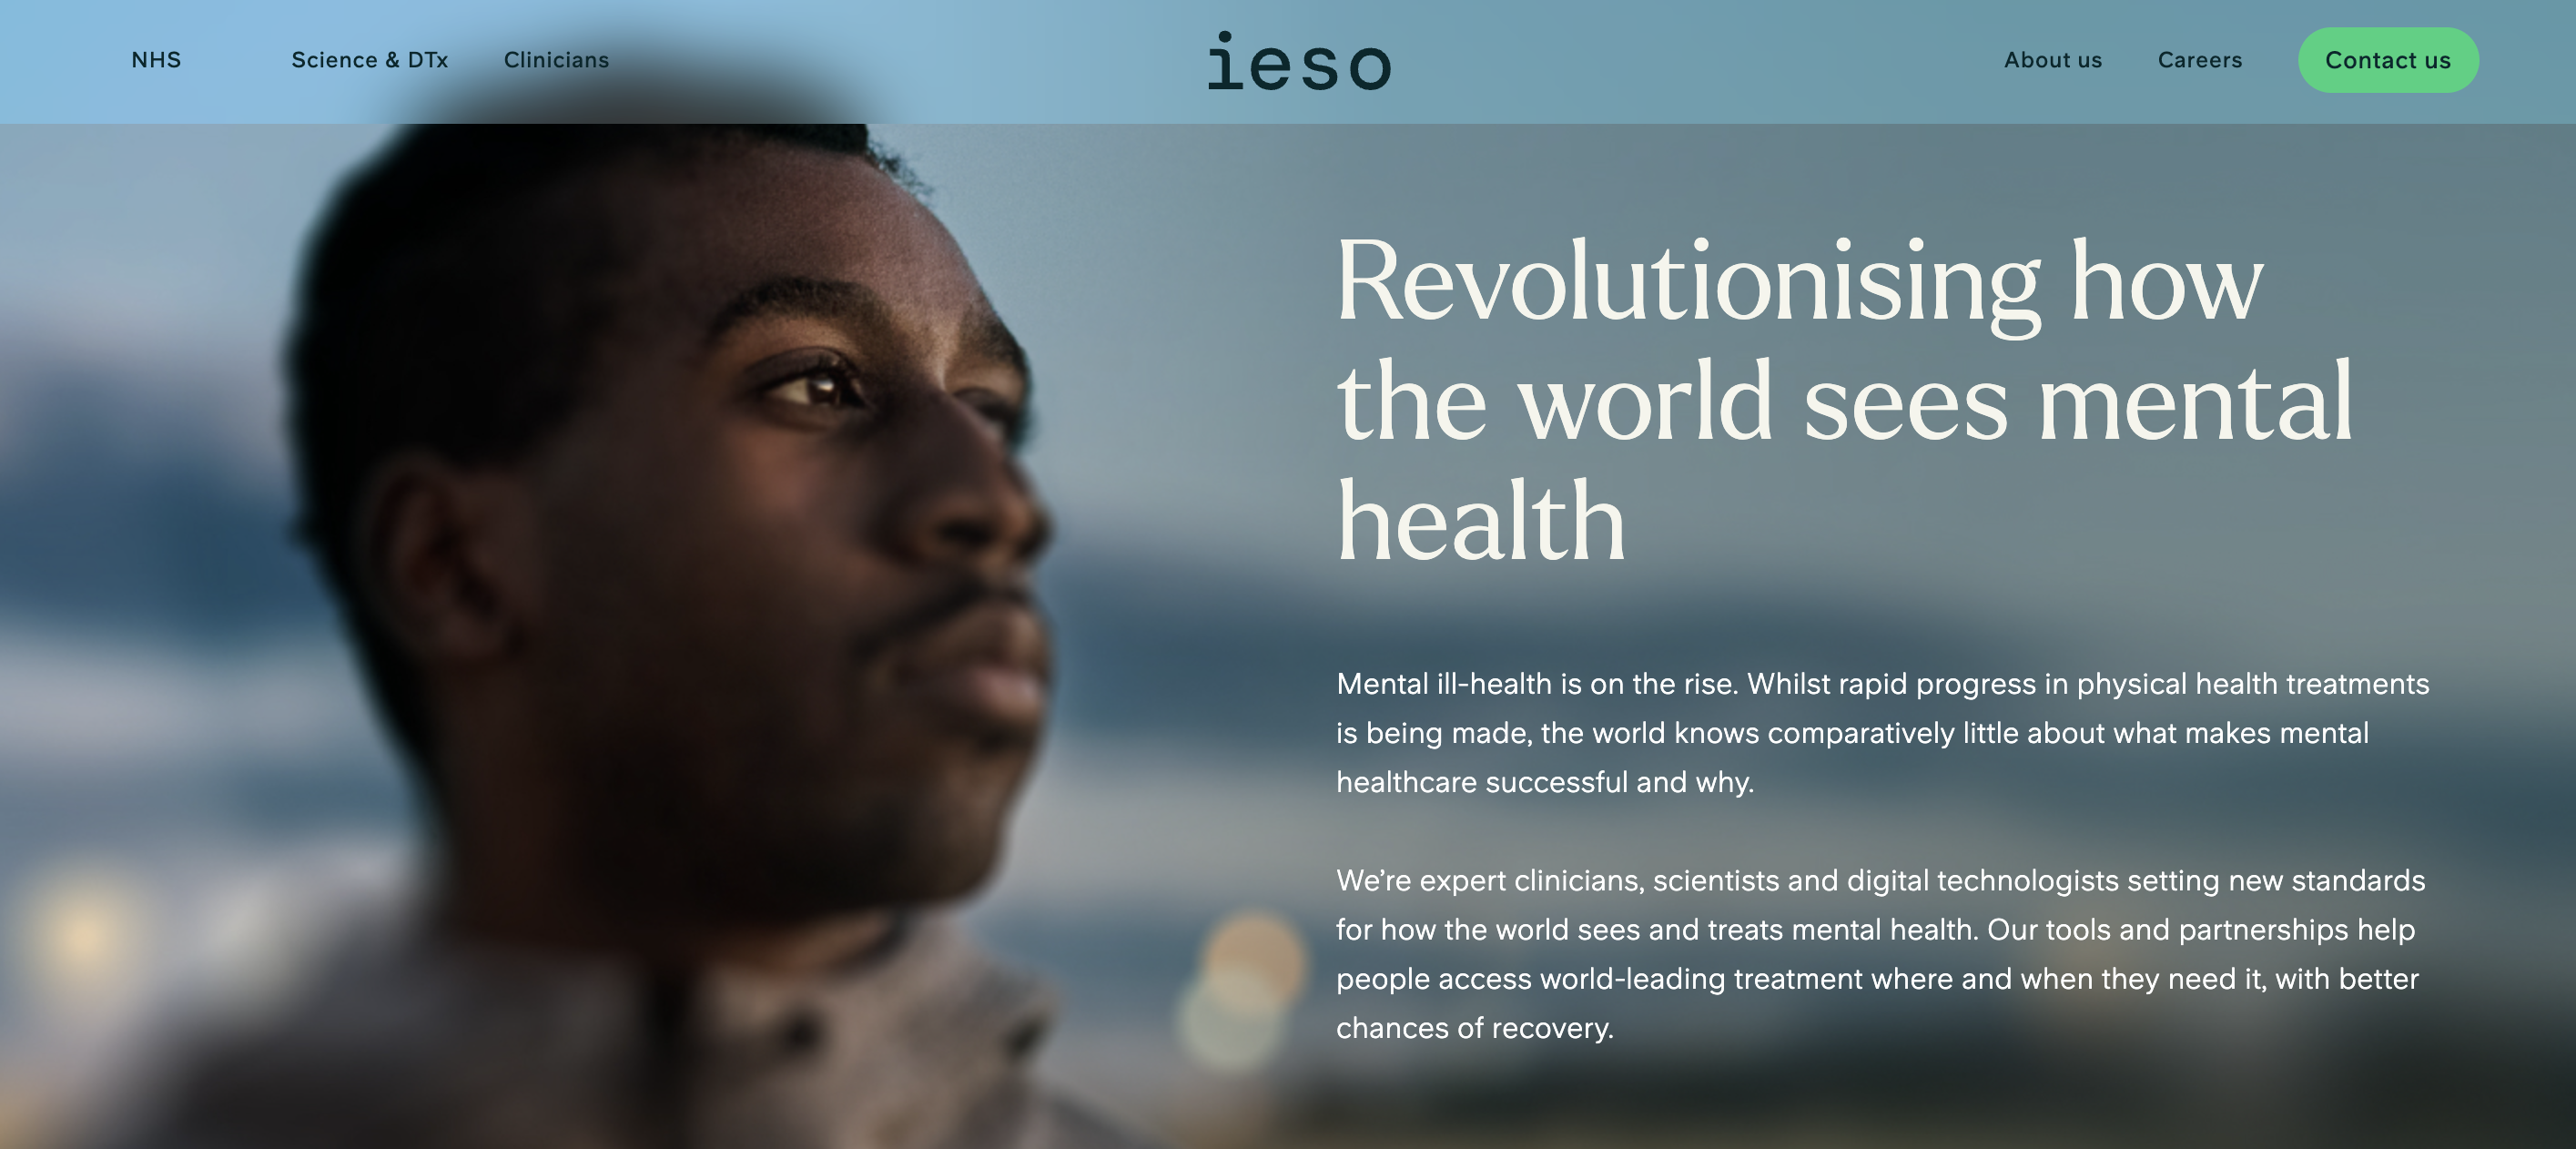 NHS
Science & DTx
Clinicians
ieso
About us
Careers
Contact us
Revolutionising how
the world sees mental
health
Mental ill-health is on the rise. Whilst rapid progress in physical health treatments
is being made, the world knows comparatively little about what makes mental
healthcare successful and why.
We’re expert clinicians, scientists and digital technologists setting new standards
for how the world sees and treats mental health. Our tools and partnerships help
people access world-leading treatment where and when they need it, with better
chances of recovery.